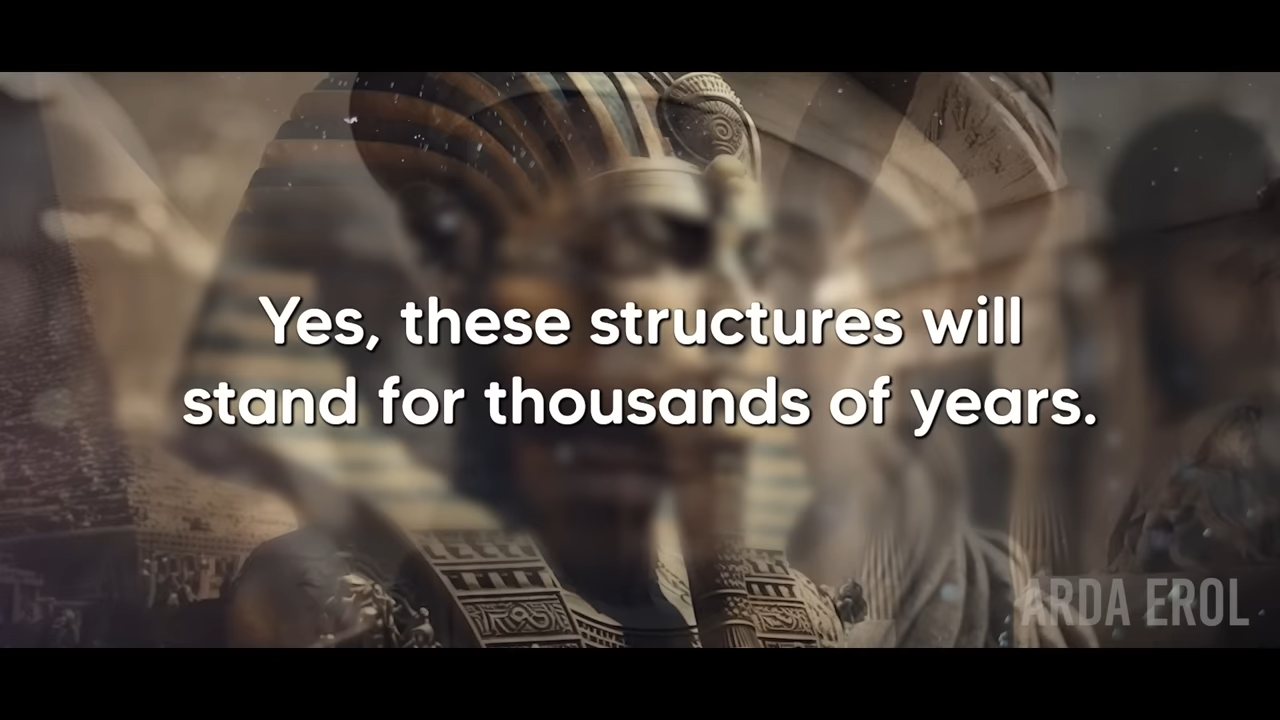 Yes, these structures will
stand for thousands of years.
ARDA EROL